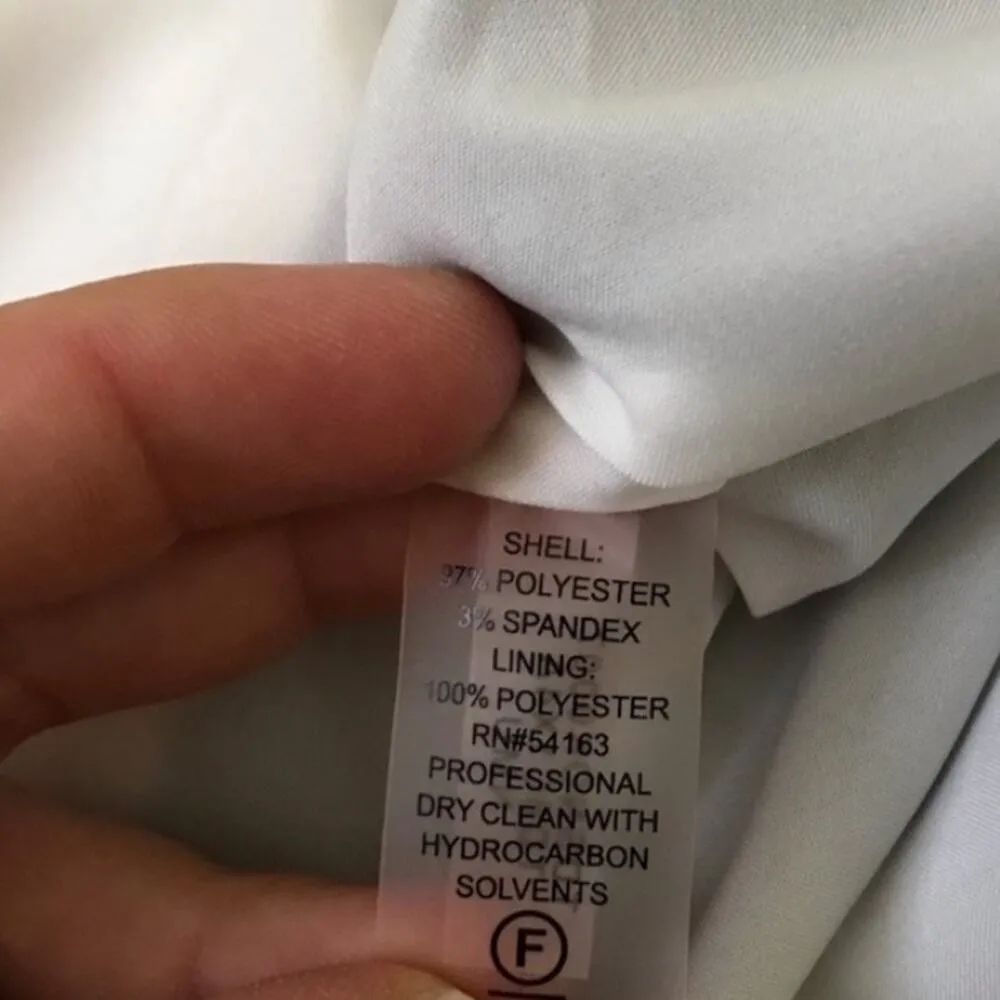 SHELL:
97% POLYESTER
3% SPANDEX
LINING:
100% POLYESTER
RN#54163
PROFESSIONAL
DRY CLEAN WITH
HYDROCARBON
SOLVENTS
F